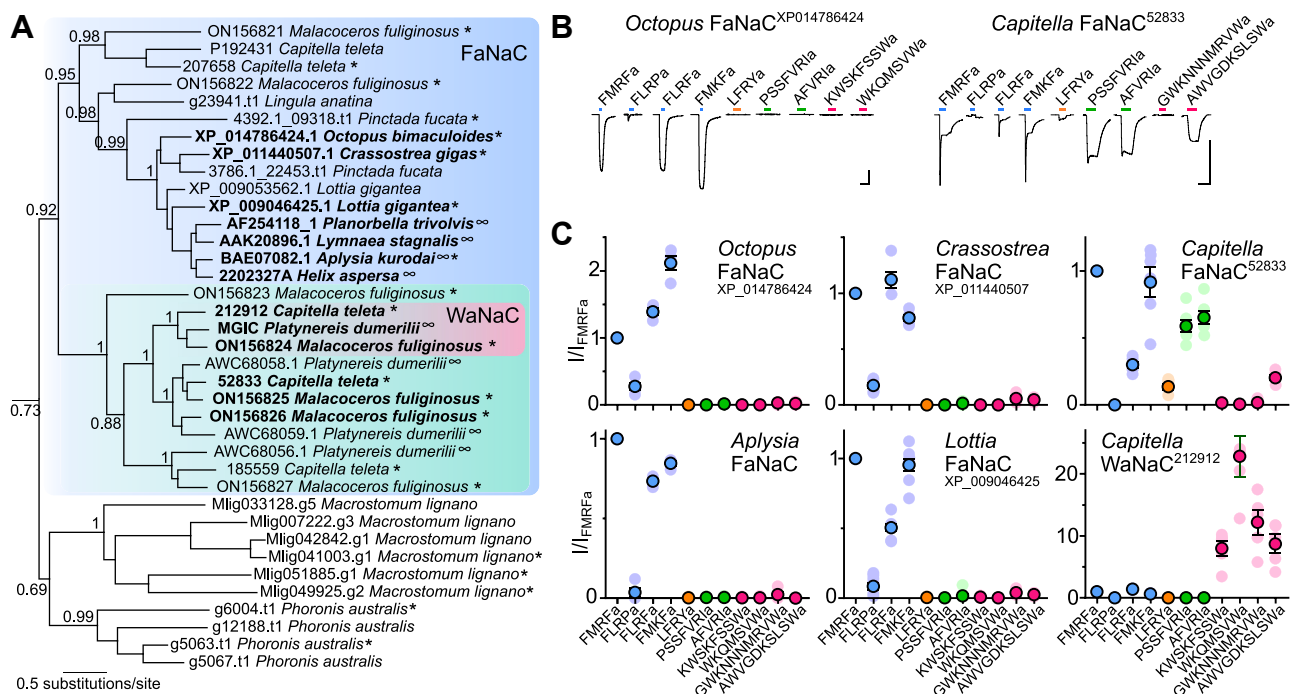 A
0.98
ON156821 Malacoceros fuliginosus *
FaNaC
P192431 Capitella teleta
207658 Capitella teleta *
0.95
ON156822 Malacoceros fuliginosus *
0.98
g23941.t1 Lingula anatina
4392.1_09318.t1 Pinctada fucata *
0.99
XP_014786424.1 Octopus bimaculoides *
1
XP_011440507.1 Crassostrea gigas *
3786.1_22453.t1 Pinctada fucata
XP_009053562.1 Lottia gigantea
XP_009046425.1 Lottia gigantea *
0.92
AF254118_1 Planorbella trivolvis ∞
AAK20896.1 Lymnaea stagnalis ∞
BAE07082.1 Aplysia kurodai ∞*
2202327A Helix aspersa ∞
ON156823 Malacoceros fuliginosus *
WaNaC
212912 Capitella teleta *
1
MGIC Platynereis dumerilii ∞
1
ON156824 Malacoceros fuliginosus *
1
AWC68058.1 Platynereis dumerilii ∞
52833 Capitella teleta *
1
ON156825 Malacoceros fuliginosus *
0.73
ON156826 Malacoceros fuliginosus *
0.88
AWC68059.1 Platynereis dumerilii ∞
AWC68056.1 Platynereis dumerilii ∞
1
185559 Capitella teleta *
ON156827 Malacoceros fuliginosus *
Mlig033128.g5 Macrostomum lignano
1
Mlig007222.g3 Macrostomum lignano
Mlig042842.g1 Macrostomum lignano
Mlig041003.g1 Macrostomum lignano*
Mlig051885.g1 Macrostomum lignano*
0.69
Mlig049925.g2 Macrostomum lignano*
g6004.t1 Phoronis australis*
0.99
g12188.t1 Phoronis australis
g5063.t1 Phoronis australis*
g5067.t1 Phoronis australis
0.5 substitutions/site
B
Octopus FaNaC XP014786424
FMRFa
FLRPa
FLRFa
FMKFa
LFRYa
PSSFVRIa
AFVRIa
KWSKFSSWa
WKQMSVWa
Capitella FaNaC 52833
FMRFa
FLRPa
FLRFa
FMKFa
LFRYa
PSSFVRIa
AFVRIa
GWKNNNMRVWa
AWVGDKSLSWa
C
I/I FMRFa
2
1
0
Octopus
FaNaC
XP_014786424
1
0
Crassostrea
FaNaC
XP_011440507
1
0
Capitella
FaNaC 52833
I/I FMRFa
1
0
Aplysia
FaNaC
1
0
Lottia
FaNaC
XP_009046425
20
10
0
Capitella
WaNaC 212912
FMRFa
FLRPa
FLRFa
FMKFa
LFRYa
PSSFVRIa
AFVRIa
KWSKFSSWa
GWKQMSVWa
GWKNNNMRVWa
AWVGDKSLSWa
FMRFa
FLRPa
FLRFa
FMKFa
LFRYa
PSSFVRIa
AFVRIa
KWSKFSSWa
GWKQMSVWa
GWKNNNMRVWa
AWVGDKSLSWa
FMRFa
FLRPa
FLRFa
FMKFa
LFRYa
PSSFVRIa
AFVRIa
KWSKFSSWa
WKQMSVWa
GWKNNNMRVWa
AWVGDKSLSWa